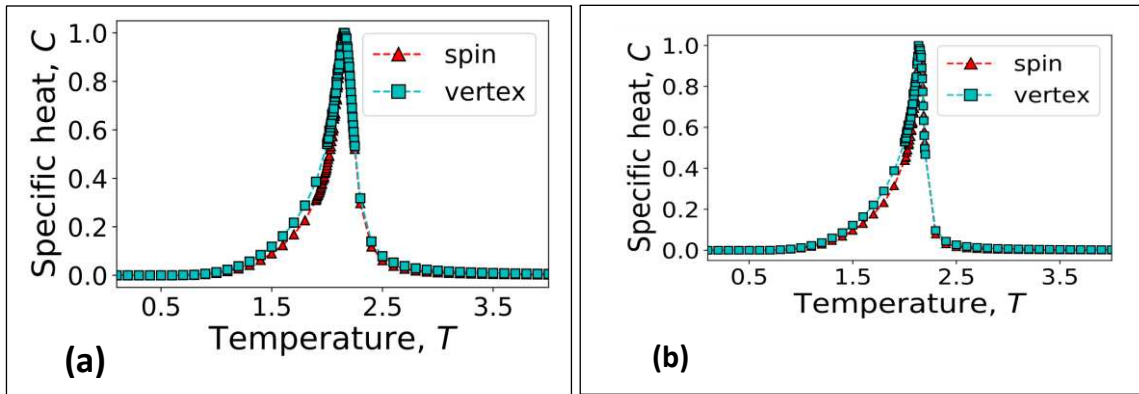 Specific heat, C
1.0
0.8
0.6
0.4
0.2
0.0
spin
vertex
0.5 1.5 2.5 3.5
Temperature, T
(a)
Specific heat, C
1.0
0.8
0.6
0.4
0.2
0.0
spin
vertex
0.5 1.5 2.5 3.5
Temperature, T
(b)